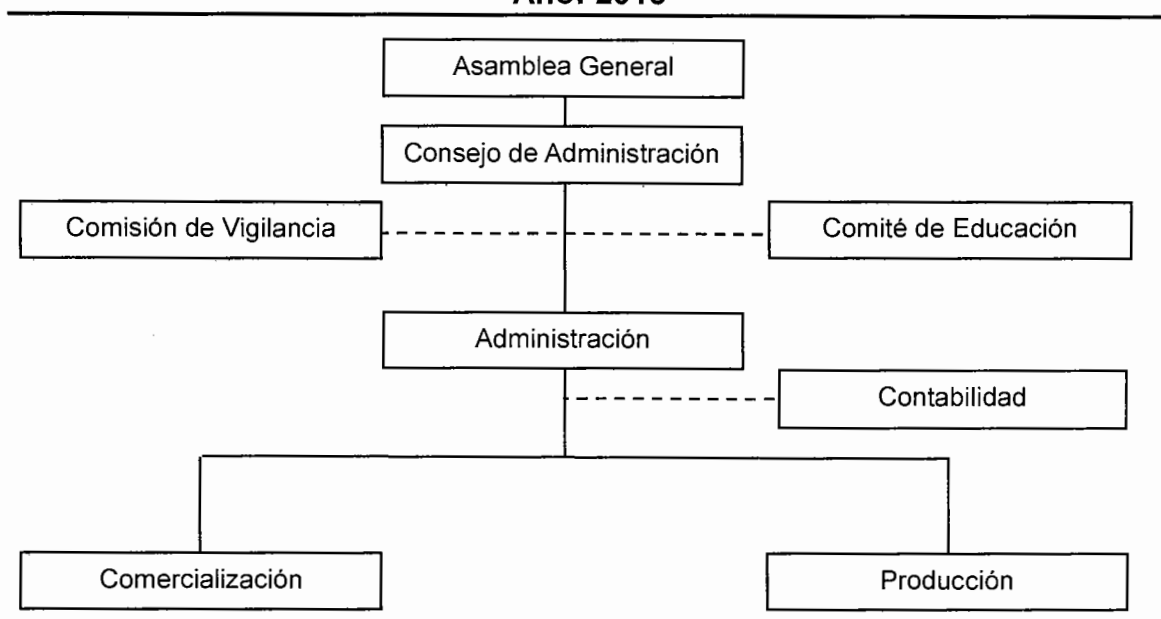 Asamblea General
Consejo de Administración
Comisión de Vigilancia
Comité de Educación
Administración
Contabilidad
Comercialización
Producción